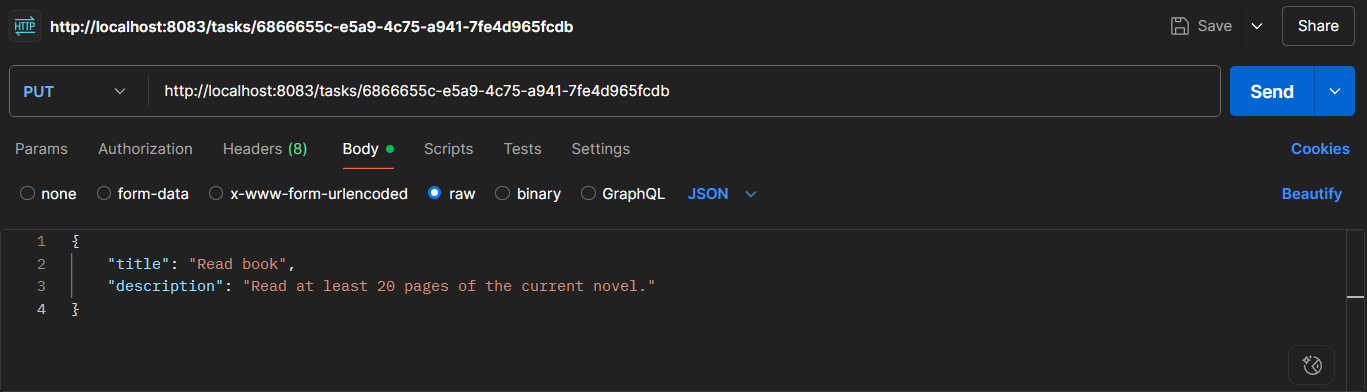 HTTP http://localhost:8083/tasks/6866655c-e5a9-4c75-a941-7fe4d965fcdb Save Share
PUT http://localhost:8083/tasks/6866655c-e5a9-4c75-a941-7fe4d965fcdb Send
Params Authorization Headers (8) Body Scripts Tests Settings Cookies
none form-data x-www-form-urlencoded raw binary GraphQL JSON Beautify
1 {
2 "title": "Read book",
3 "description": "Read at least 20 pages of the current novel."
4 }